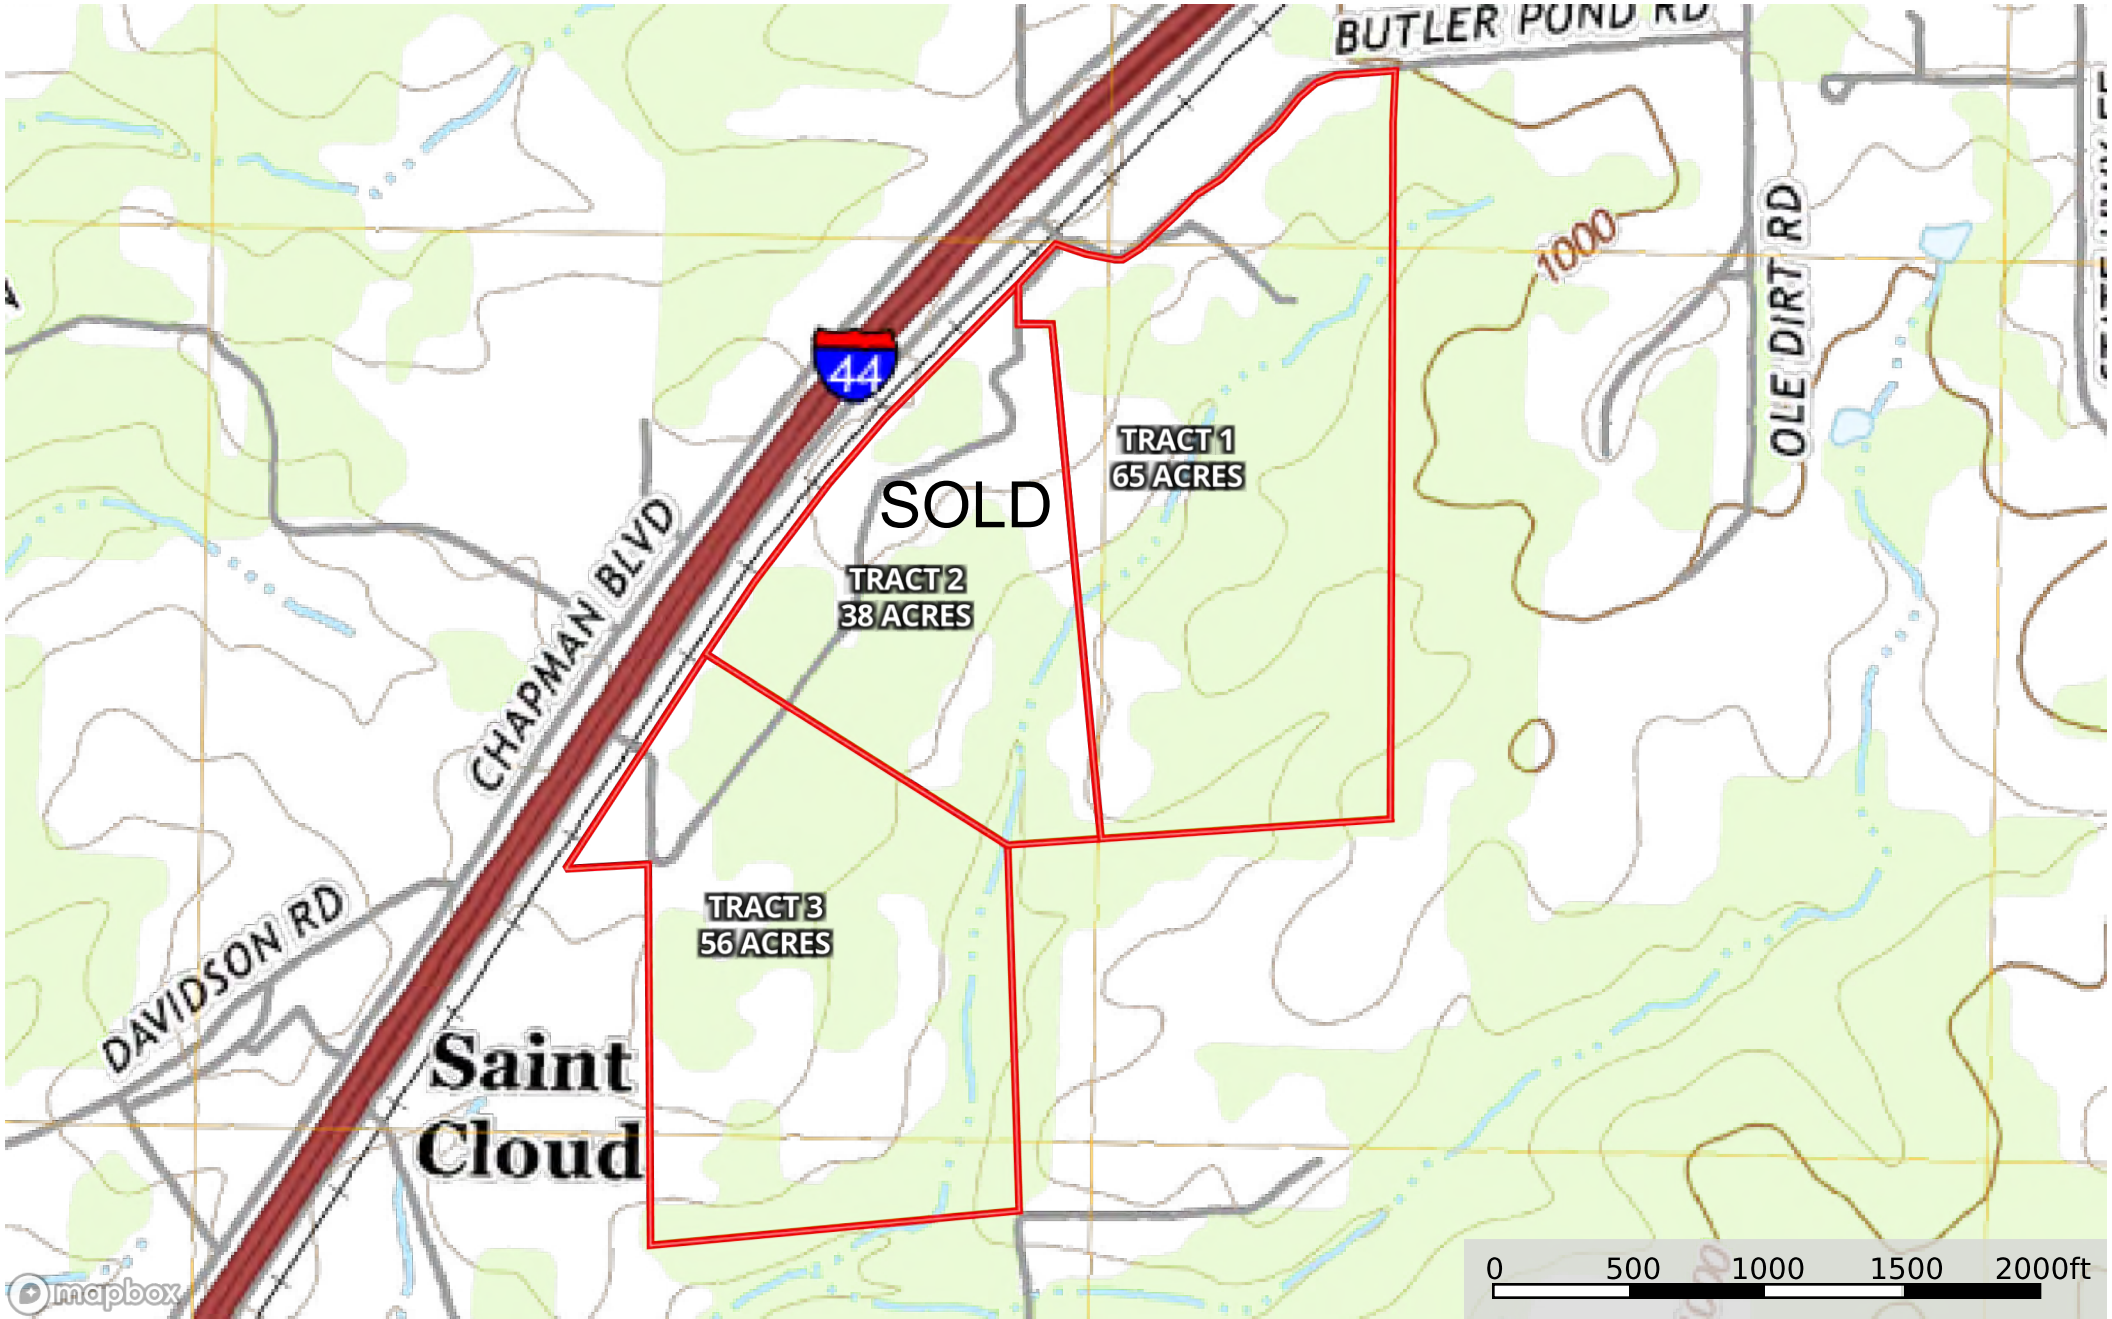 BUTLER POND RD
1000
OLE DIRT RD
44
TRACT 1
65 ACRES
SOLD
CHAPMAN BLVD
TRACT 2
38 ACRES
TRACT 3
56 ACRES
DAVIDSON RD
Saint
Cloud
0 500 1000 1500 2000ft
mapbox